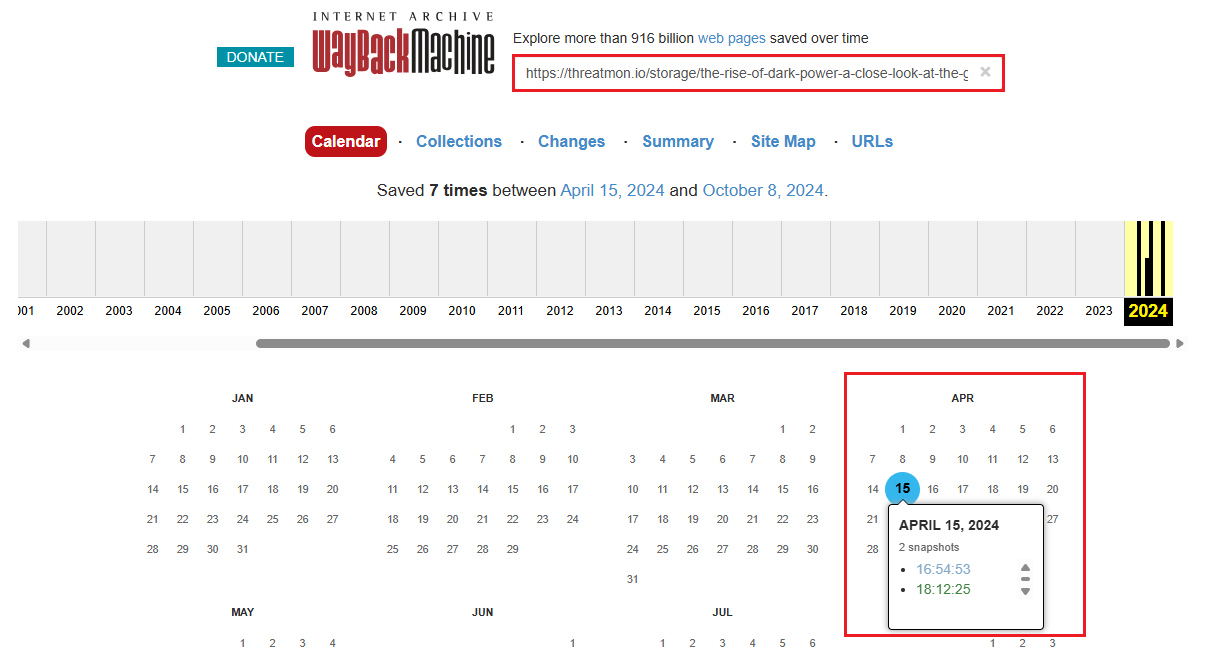 INTERNET ARCHIVE
WayBackMachine
DONATE
Explore more than 916 billion web pages saved over time
https://threatmon.io/storage/the-rise-of-dark-power-a-close-look-at-the-g ×
Calendar · Collections · Changes · Summary · Site Map · URLs
Saved 7 times between April 15, 2024 and October 8, 2024.
001 2002 2003 2004 2005 2006 2007 2008 2009 2010 2011 2012 2013 2014 2015 2016 2017 2018 2019 2020 2021 2022 2023 2024
JAN
1 2 3 4 5 6
7 8 9 10 11 12 13
14 15 16 17 18 19 20
21 22 23 24 25 26 27
28 29 30 31
FEB
1 2 3
4 5 6 7 8 9 10
11 12 13 14 15 16 17
18 19 20 21 22 23 24
25 26 27 28 29
MAR
1 2
3 4 5 6 7 8 9
10 11 12 13 14 15 16
17 18 19 20 21 22 23
24 25 26 27 28 29 30
31
APR
1 2 3 4 5 6
7 8 9 10 11 12 13
14 15 16 17 18 19 20
21 27
28
APRIL 15, 2024
2 snapshots
• 16:54:53
• 18:12:25
MAY
1 2 3 4
JUN
1
JUL
1 2 3 4 5 6
1 2 3